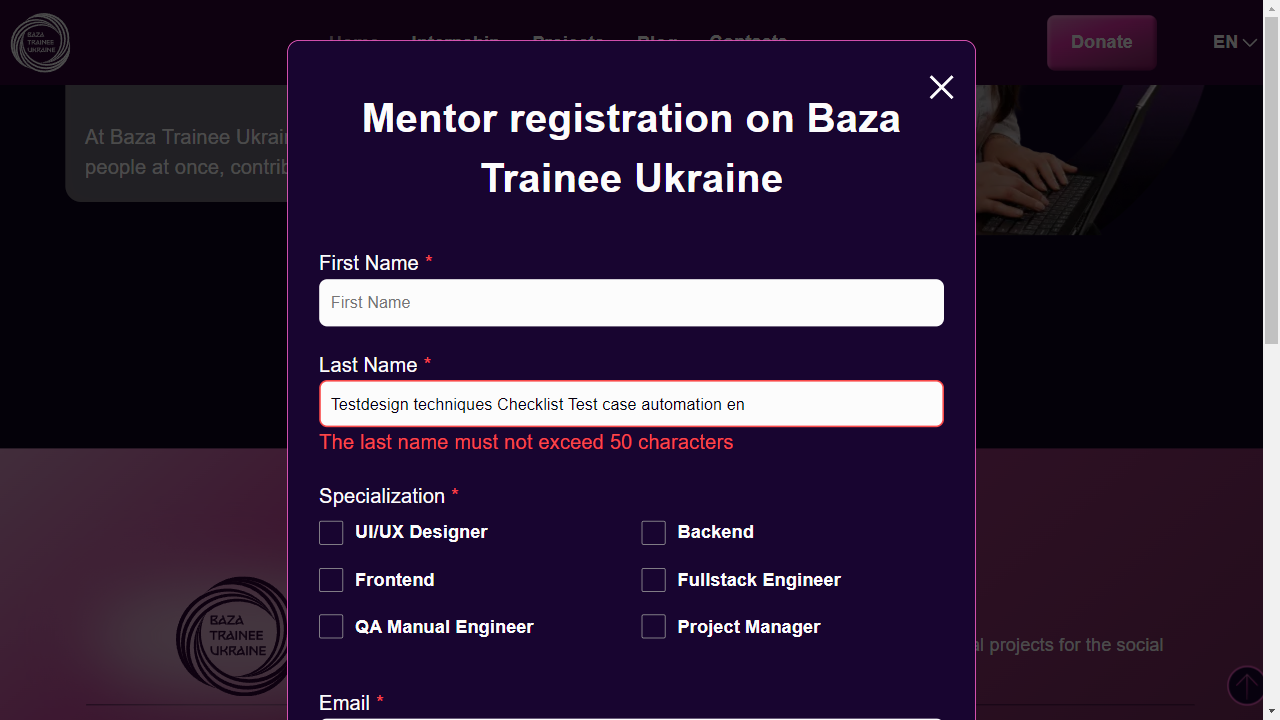 BAZA
TRAINEE
UKRAINE
Home Internship Projects Blog Contacts
Donate
EN
At Baza Trainee Ukrai
people at once, contrib
Mentor registration on Baza
Trainee Ukraine
First Name *
First Name
Last Name *
Testdesign techniques Checklist Test case automation en
The last name must not exceed 50 characters
Specialization *
UI/UX Designer
Backend
Frontend
Fullstack Engineer
QA Manual Engineer
Project Manager
BAZA
TRAINEE
UKRAINE
al projects for the social
Email *